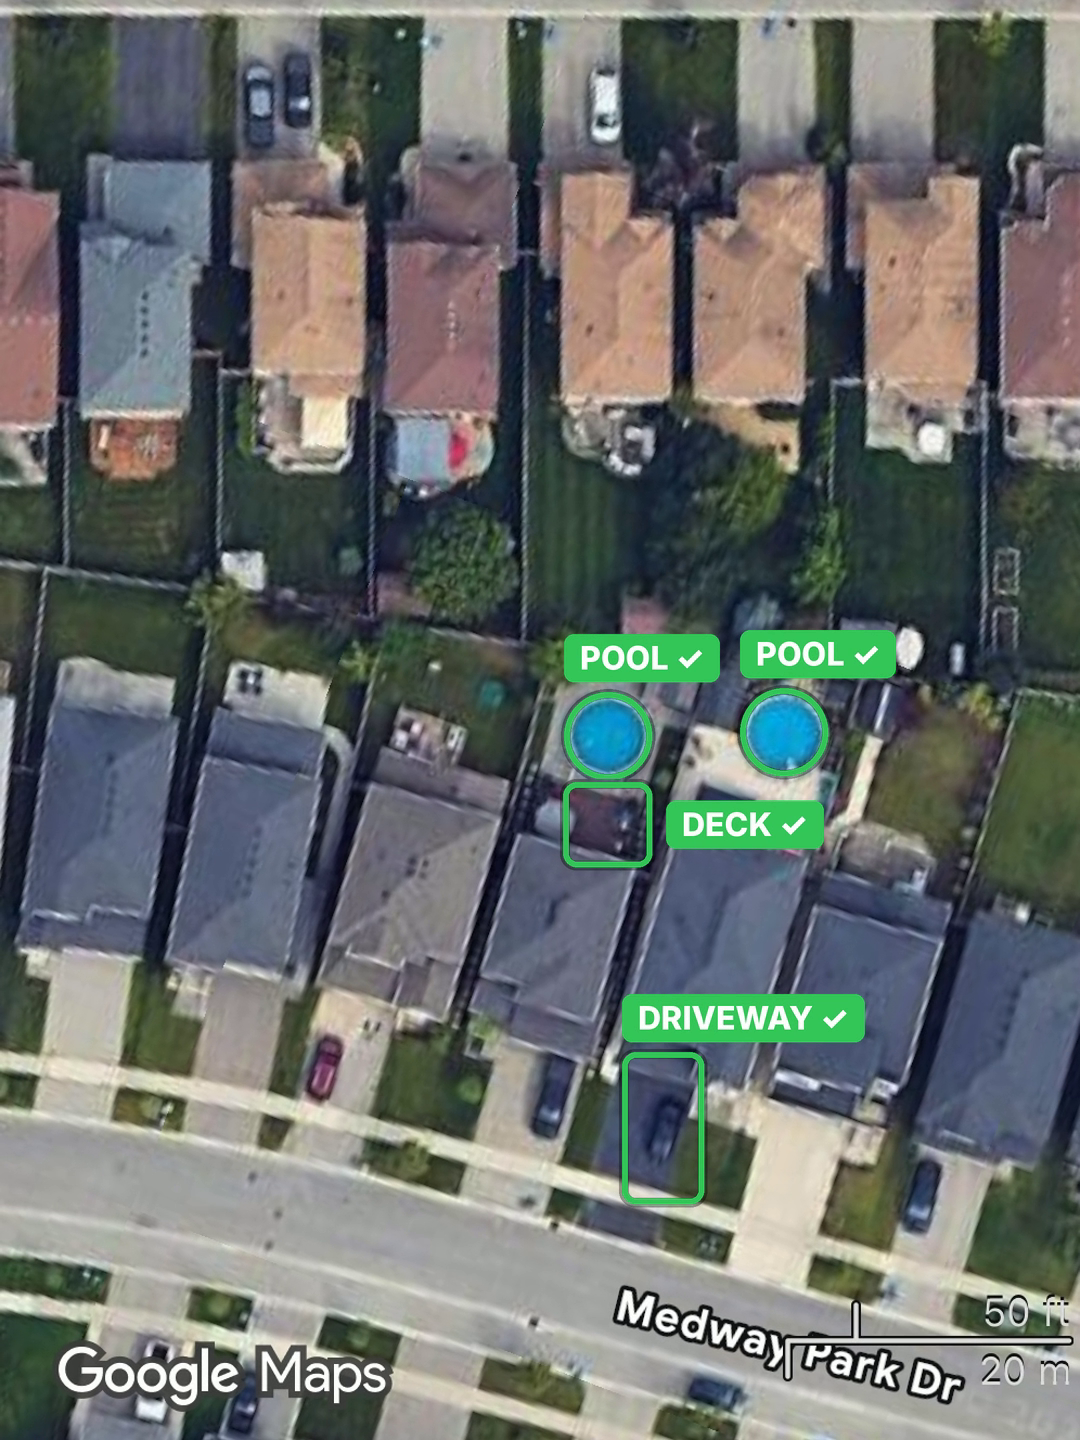 POOL ✓
POOL ✓
DECK ✓
DRIVEWAY ✓
Medway Park Dr
50 ft
20 m
Google Maps